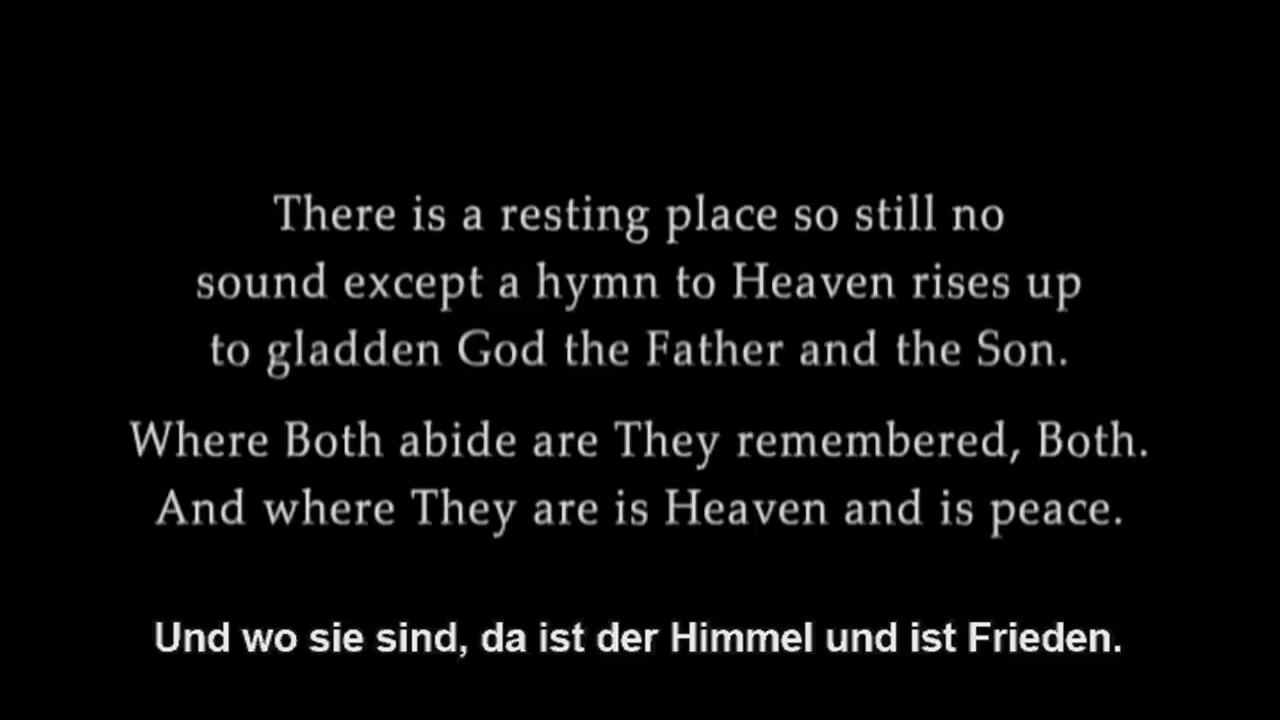 There is a resting place so still no
sound except a hymn to Heaven rises up
to gladden God the Father and the Son.
Where Both abide are They remembered, Both.
And where They are is Heaven and is peace.
Und wo sie sind, da ist der Himmel und ist Frieden.